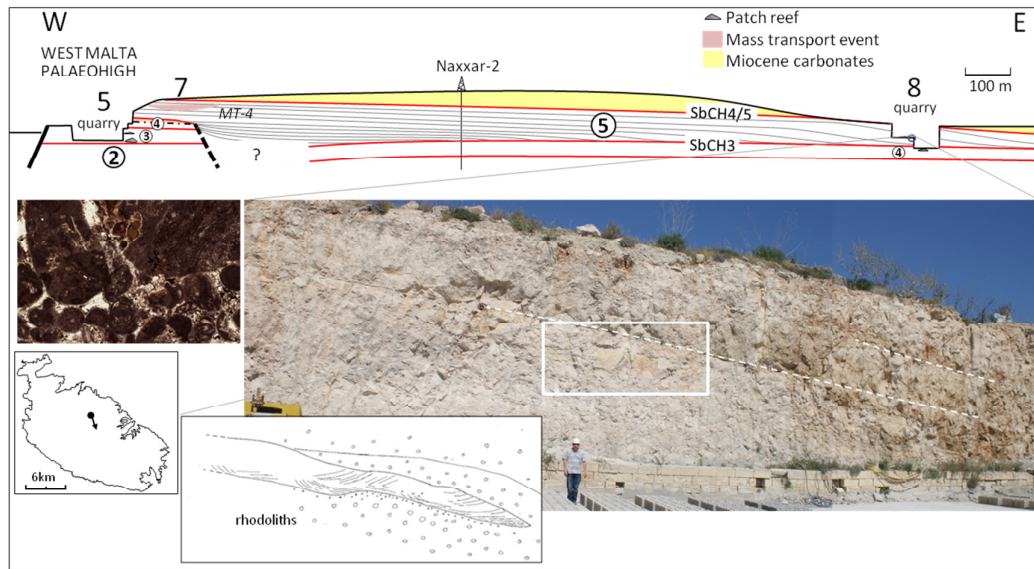 W
E
Patch reef
Mass transport event
Miocene carbonates
100 m
WEST MALTA
PALAEOHIGH
7
Naxxar-2
8
quarry
5
quarry
MT-4
④
③
②
?
⑤
SbCH4/5
SbCH3
④
6km
rhodoliths